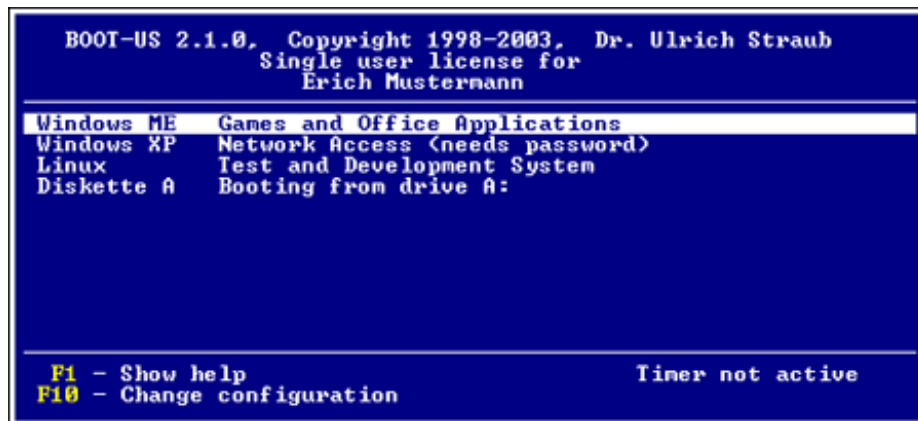 BOOT-US 2.1.0, Copyright 1998-2003, Dr. Ulrich Straub
Single user license for
Erich Mustermann
Windows ME Games and Office Applications
Windows XP Network Access (needs password)
Linux Test and Development System
Diskette A Booting from drive A:
F1 - Show help Timer not active
F10 - Change configuration